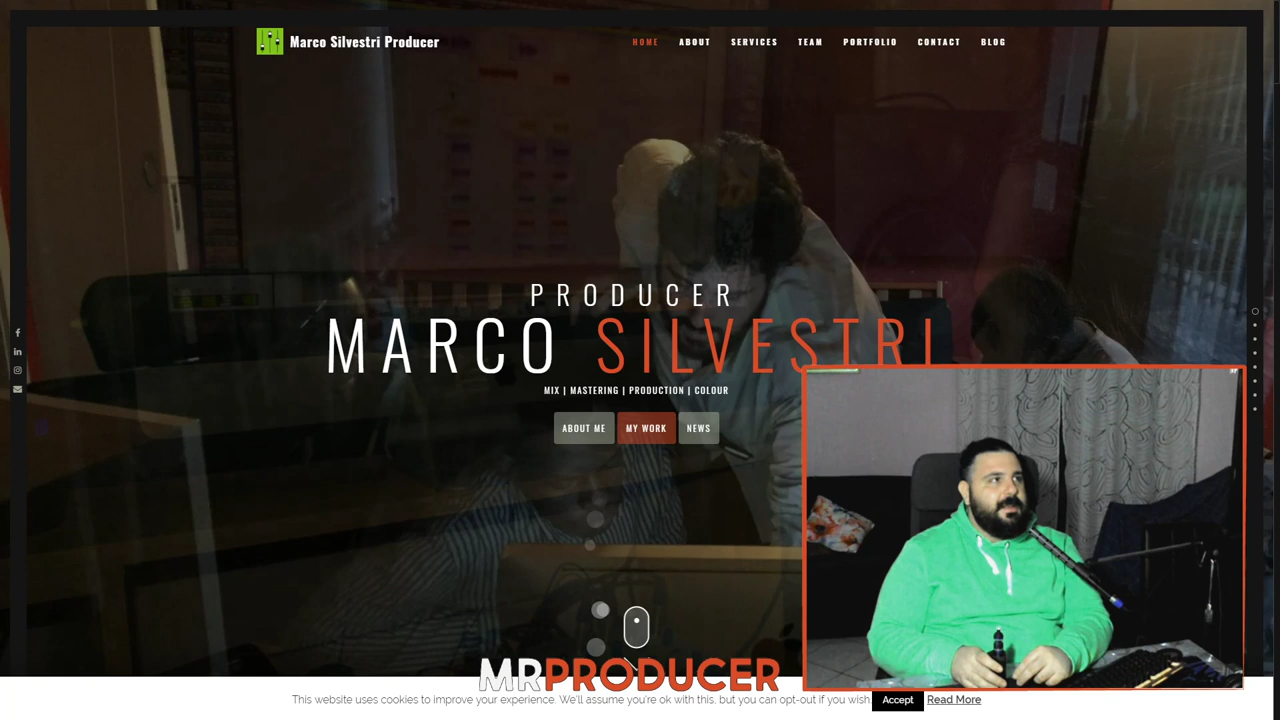 Marco Silvestri Producer
HOME ABOUT SERVICES TEAM PORTFOLIO CONTACT BLOG
PRODUCER
MARCO SILVESTRI
MIX | MASTERING | PRODUCTION | COLOUR
ABOUT ME MY WORK NEWS
MRPRODUCER
This website uses cookies to improve your experience. We'll assume you're ok with this, but you can opt-out if you wish. Accept Read More